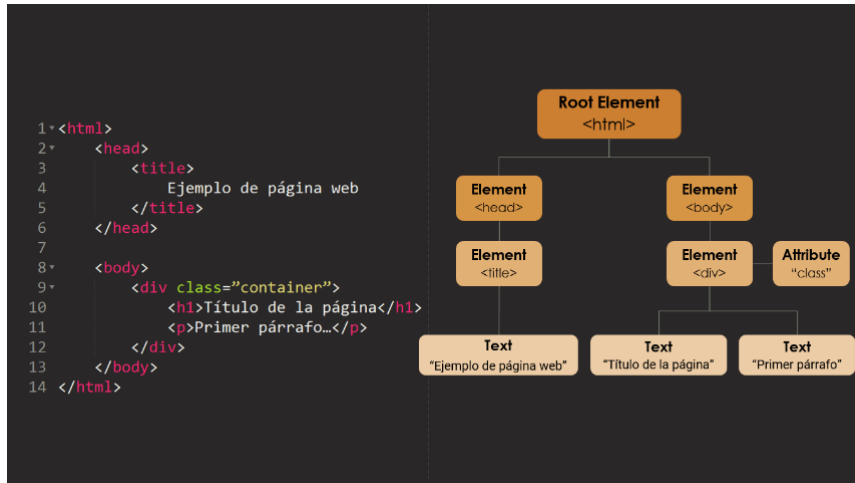 1 <html>
2 <head>
3 <title>
4 Ejemplo de página web
5 </title>
6 </head>
7
8 <body>
9 <div class=”container”>
10 <h1>Título de la página</h1>
11 <p>Primer párrafo…</p>
12 </div>
13 </body>
14 </html>
Root Element
<html>
Element
<head>
Element
<body>
Element
<title>
Element
<div>
Attribute
“class”
Text
“Ejemplo de página web”
Text
“Título de la página”
Text
“Primer párrafo”